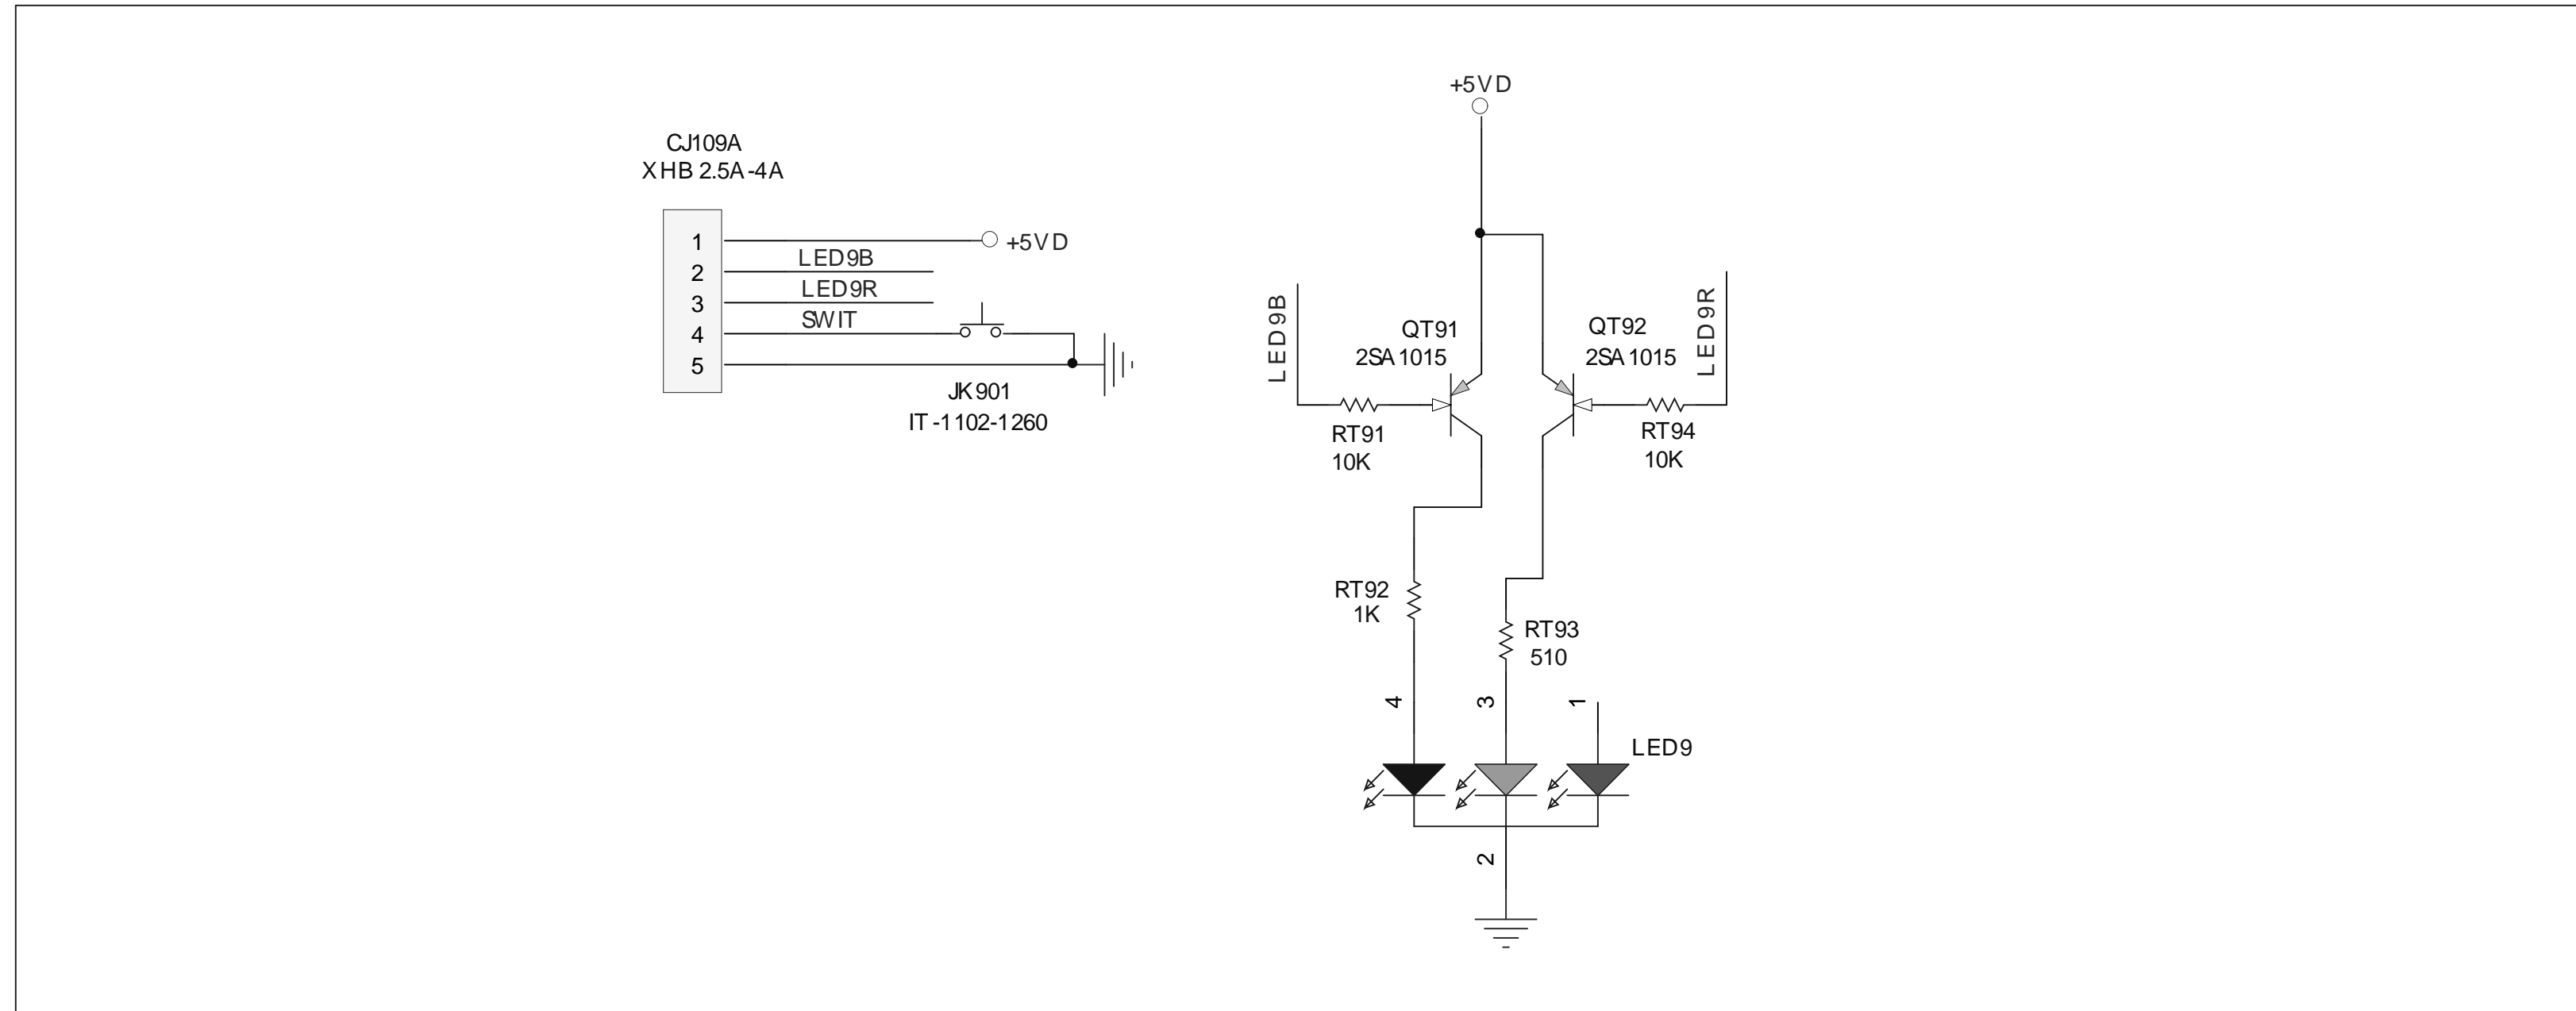 CJ109A
XHB 2.5A-4A
1
+5VD
LED9B
2
LED9R
3
SWIT
4
5
JK901
IT-1102-1260
+5VD
LED9B
QT91
2SA1015
QT92
2SA1015
LED9R
RT91
10K
RT94
10K
RT92
1K
RT93
510
4
3
1
LED9
2